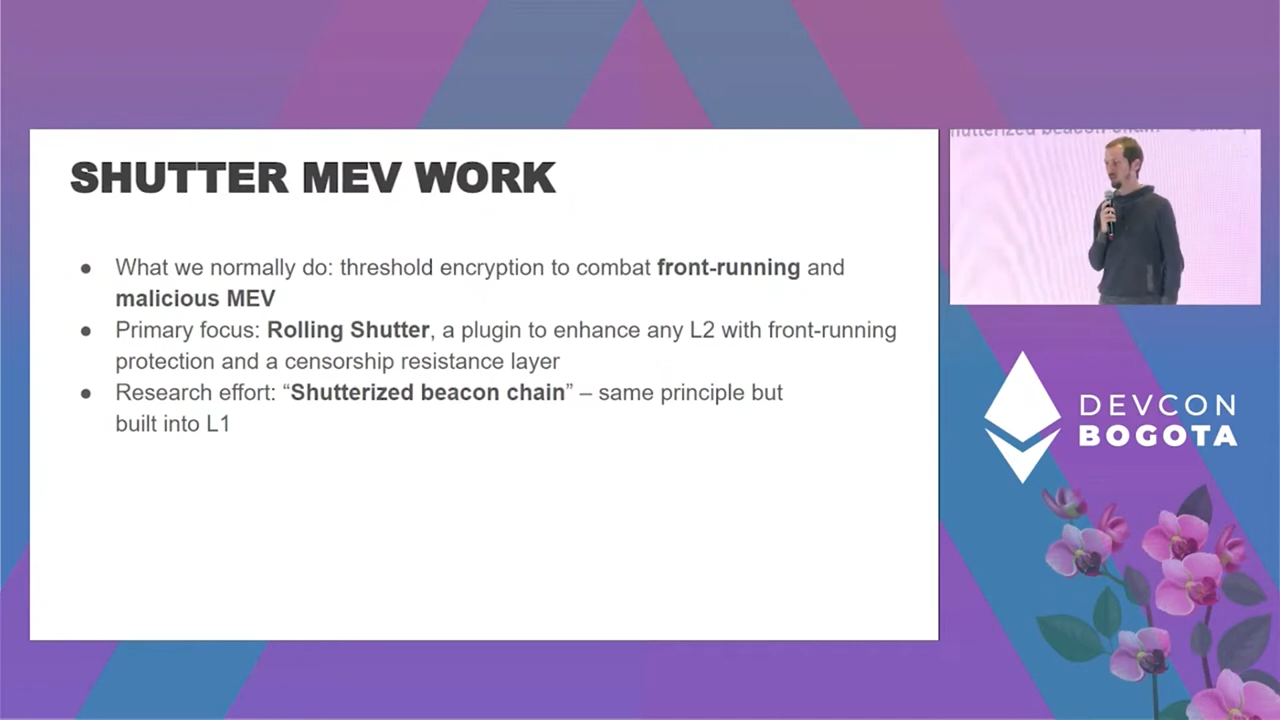 SHUTTER MEV WORK
● What we normally do: threshold encryption to combat front-running and
malicious MEV
● Primary focus: Rolling Shutter, a plugin to enhance any L2 with front-running
protection and a censorship resistance layer
● Research effort: “Shutterized beacon chain” – same principle but
built into L1
DEVCON
BOGOTA